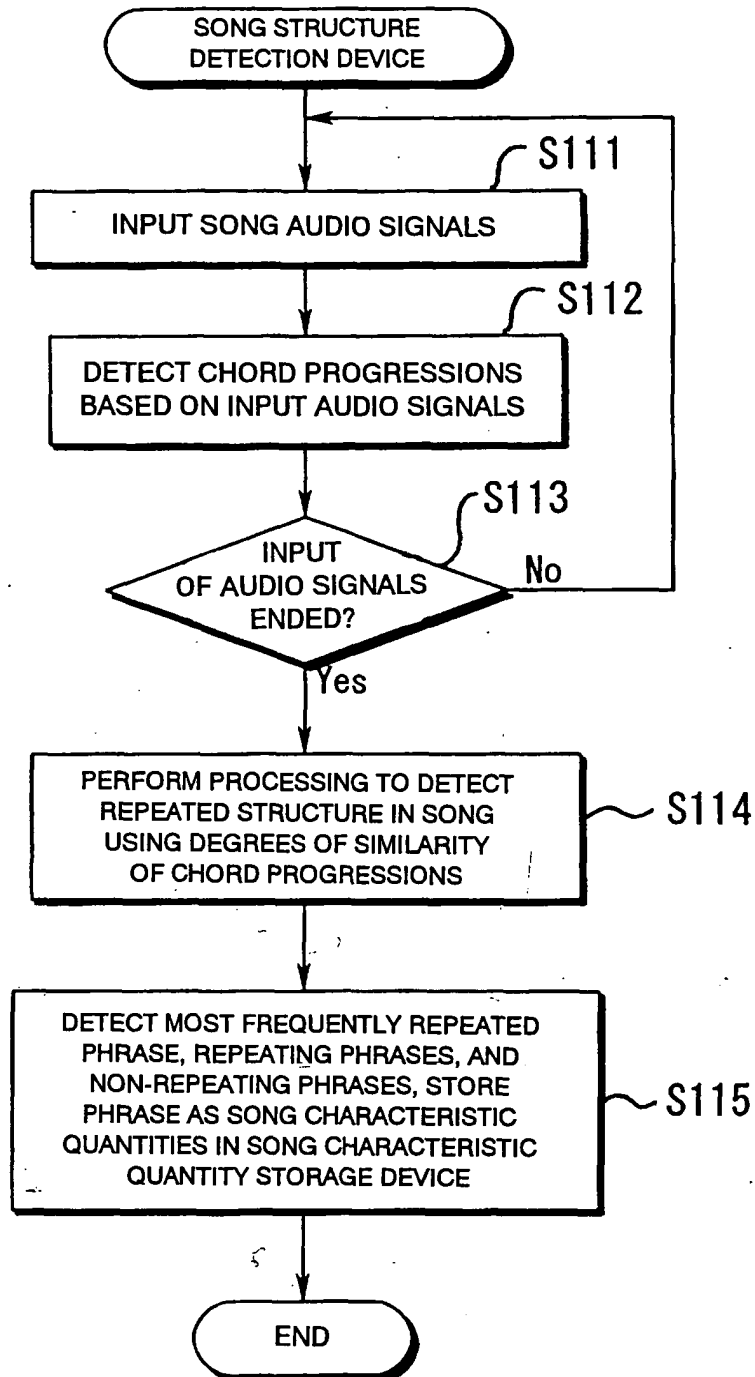 SONG STRUCTURE
DETECTION DEVICE
S111
INPUT SONG AUDIO SIGNALS
S112
DETECT CHORD PROGRESSIONS
BASED ON INPUT AUDIO SIGNALS
S113
INPUT
OF AUDIO SIGNALS
ENDED?
No
Yes
PERFORM PROCESSING TO DETECT
REPEATED STRUCTURE IN SONG
USING DEGREES OF SIMILARITY
OF CHORD PROGRESSIONS
S114
DETECT MOST FREQUENTLY REPEATED
PHRASE, REPEATING PHRASES, AND
NON-REPEATING PHRASES, STORE
PHRASE AS SONG CHARACTERISTIC
QUANTITIES IN SONG CHARACTERISTIC
QUANTITY STORAGE DEVICE
S115
END